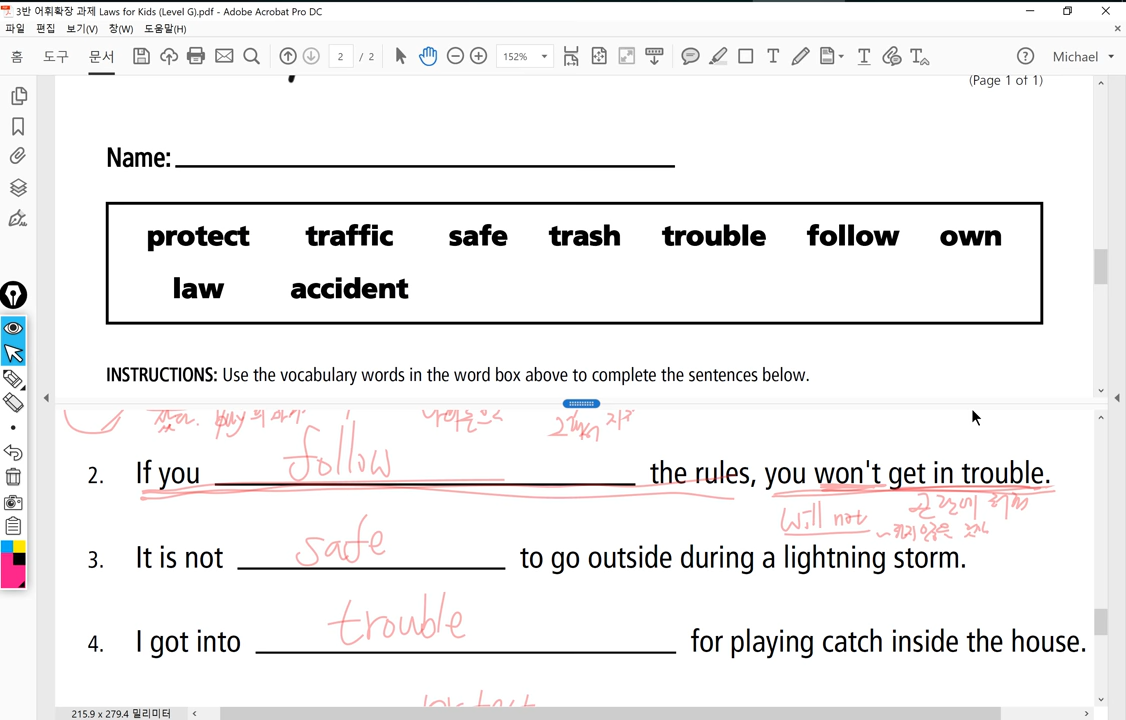 3반 어휘확장 과제 Laws for Kids (Level G).pdf - Adobe Acrobat Pro DC
파일 편집 보기(V) 창(W) 도움말(H)
홈 도구 문서 2 / 2 152% Michael
(Page 1 of 1)
Name:
protect traffic safe trash trouble follow own
law accident
INSTRUCTIONS: Use the vocabulary words in the word box above to complete the sentences below.
2. If you follow the rules, you won't get in trouble.
will not
3. It is not safe to go outside during a lightning storm.
4. I got into trouble for playing catch inside the house.
215.9 x 279.4 밀리미터